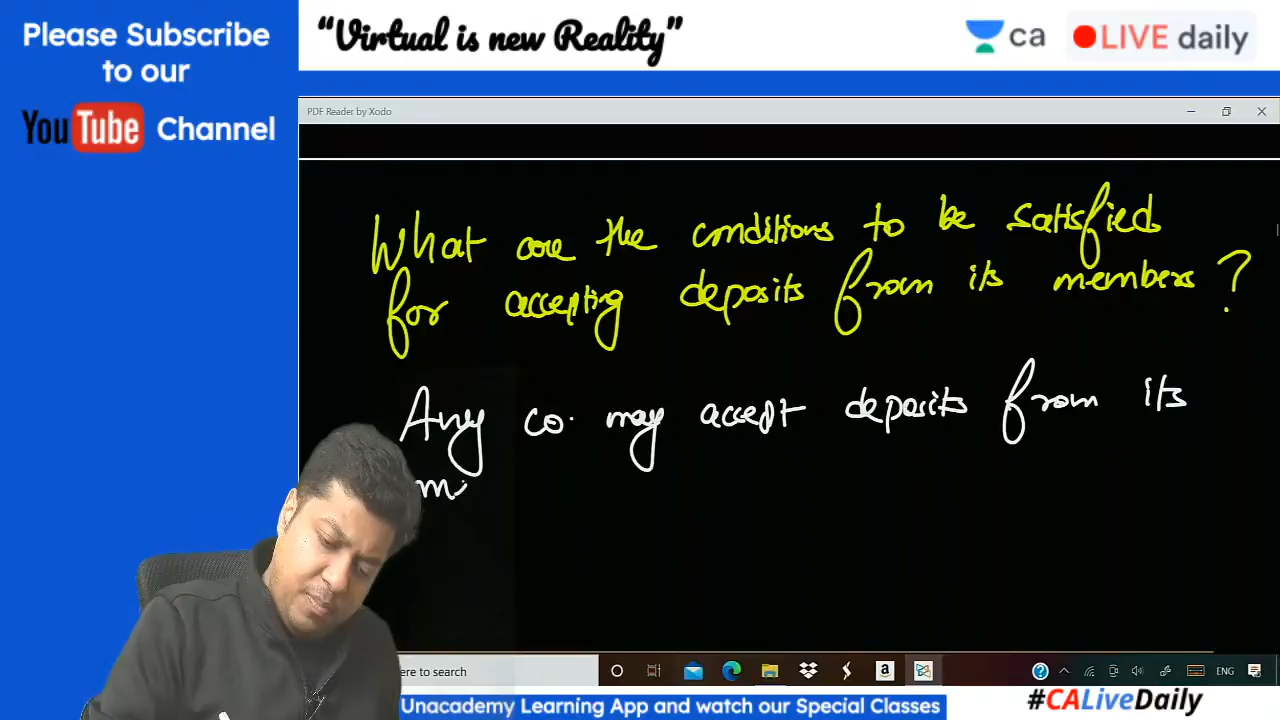 Please Subscribe
to our
YouTube Channel
"Virtual is new Reality"
ca
LIVE daily
PDF Reader by Xodo
What are the conditions to be satisfied
for accepting deposits from its members?
Any co. may accept deposits from its
m
ere to search
ENG
Unacademy Learning App and watch our Special Classes
#CALiveDaily